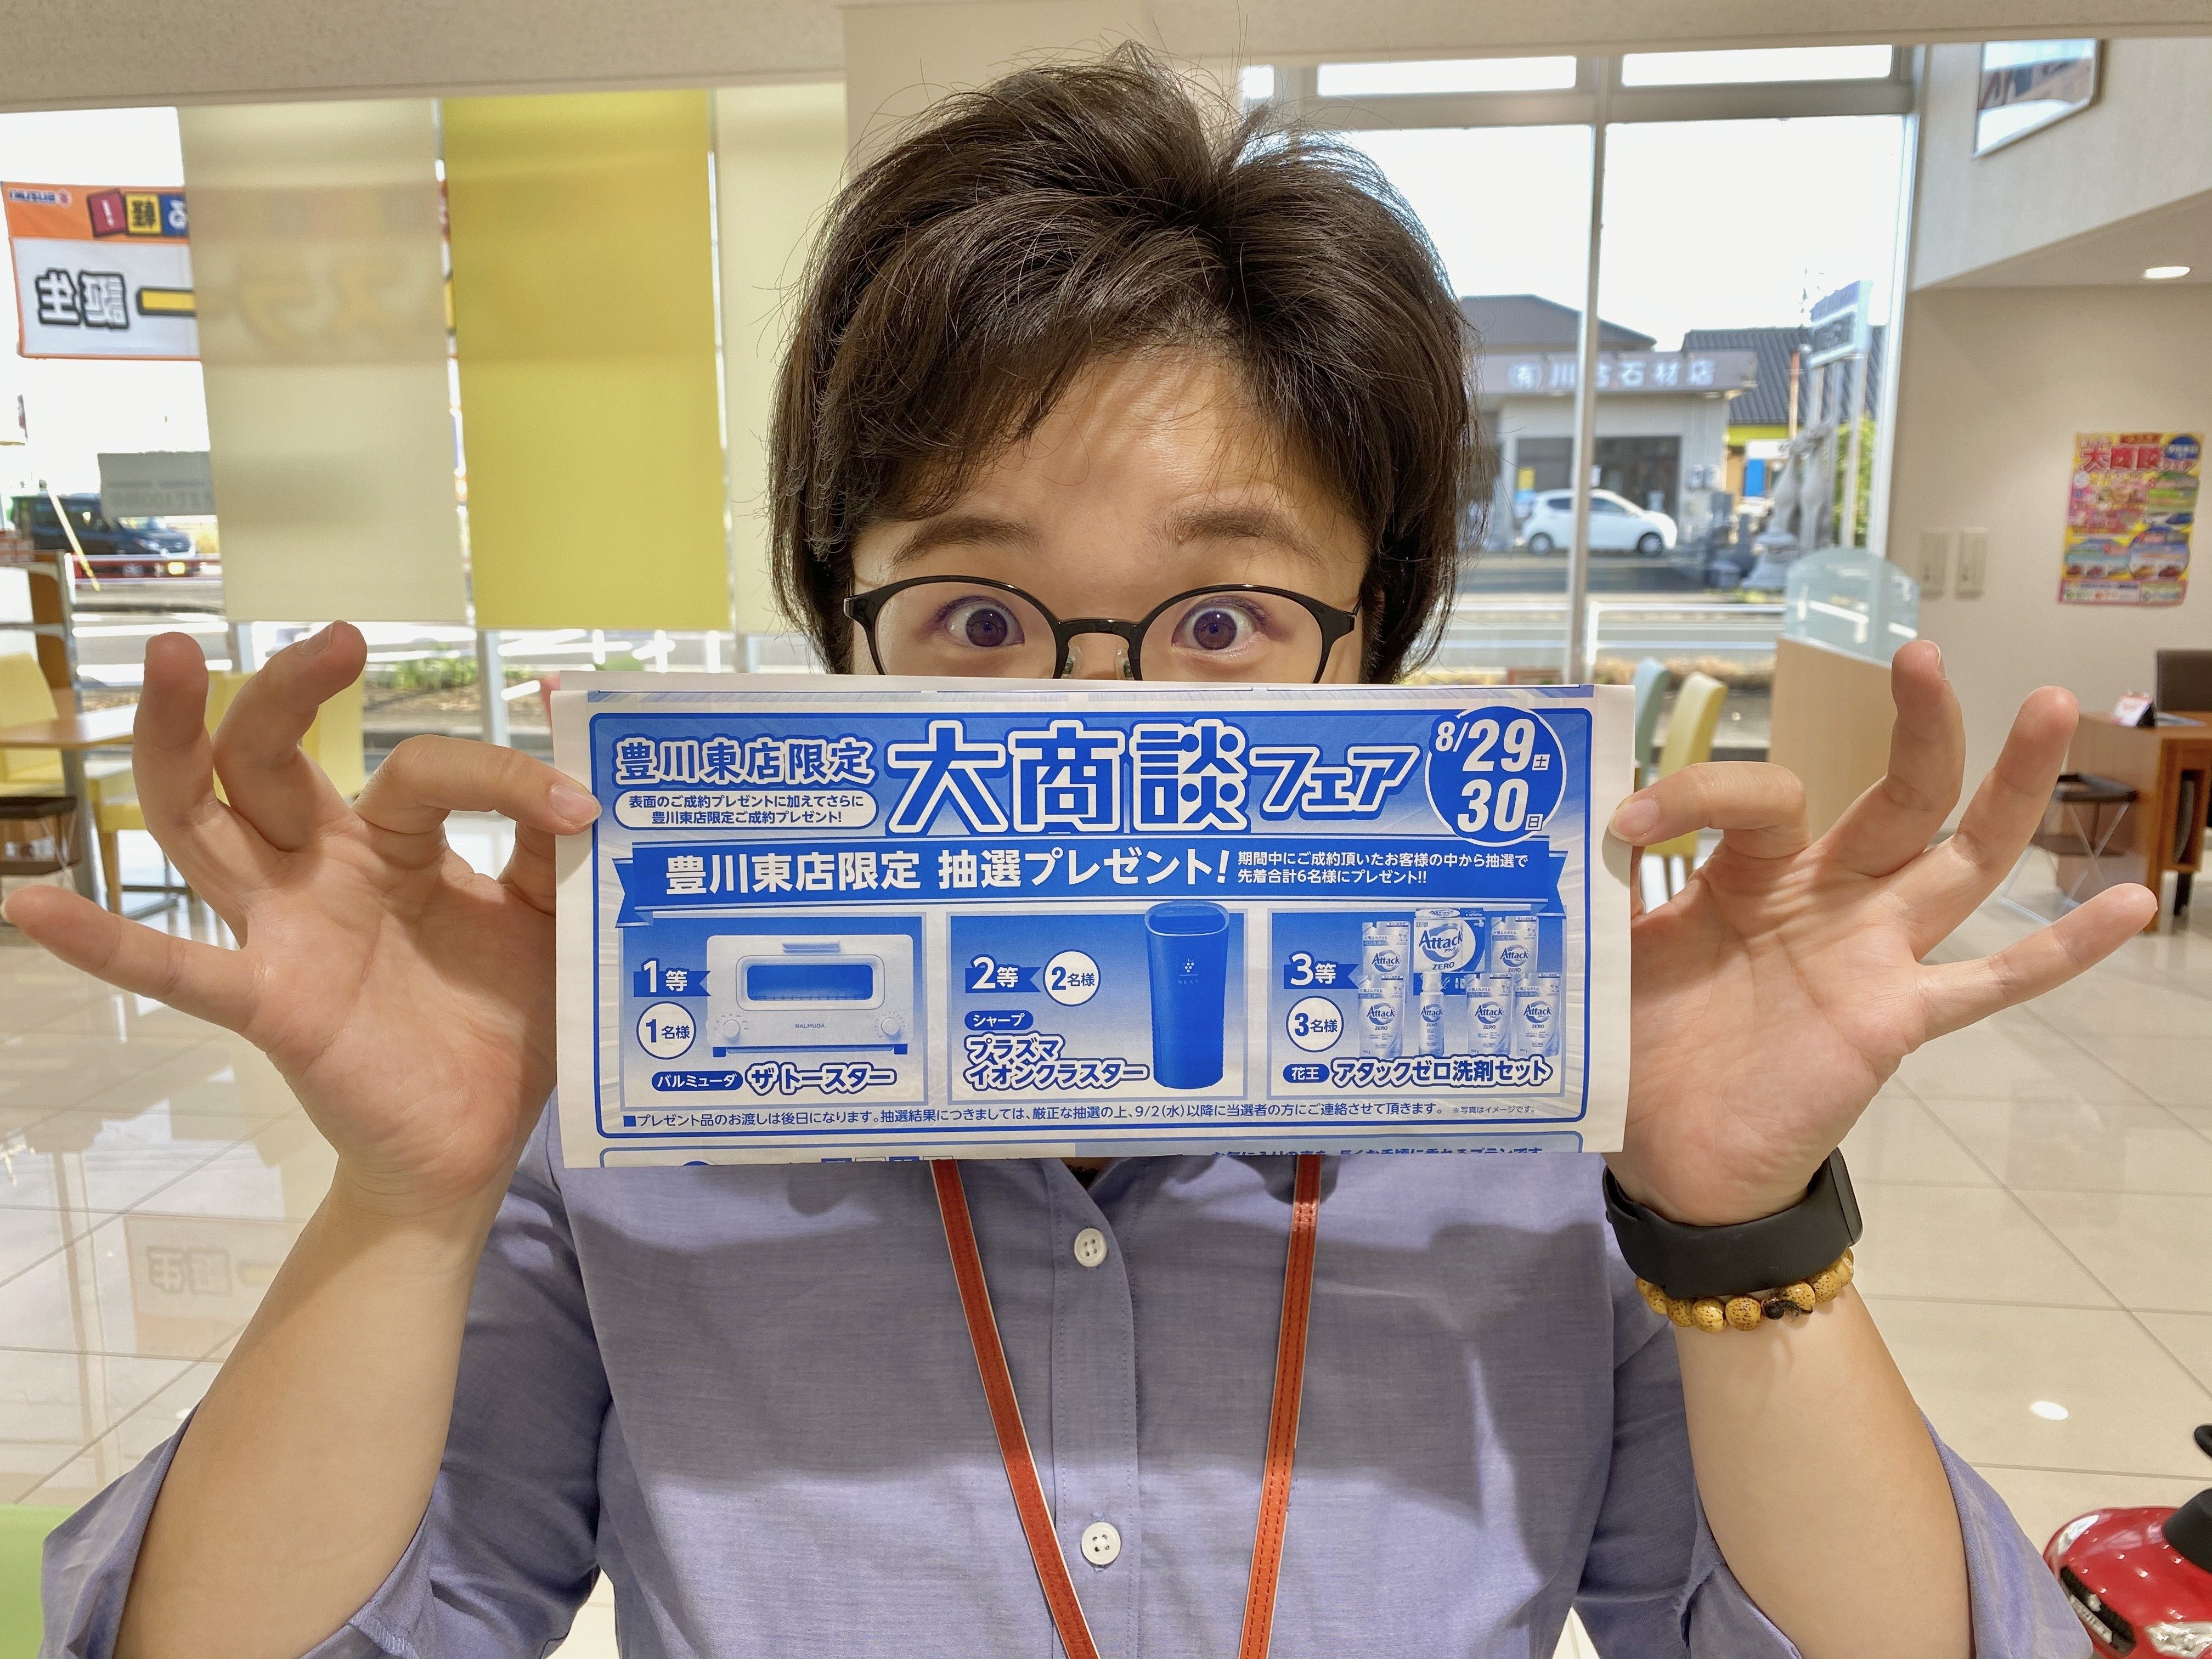 豊川東店限定
大商談フェア
8/29土
30日
表面のご成約プレゼントに加えてさらに
豊川東店限定ご成約プレゼント!
豊川東店限定 抽選プレゼント!
期間中にご成約頂いたお客様の中から抽選で
先着合計6名様にプレゼント!!
1等
1名様
BALMUDA
バルミューダ ザ トースター
2等
2名様
シャープ
プラズマ
イオンクラスター
3等
3名様
Attack
ZERO
花王 アタックゼロ洗剤セット
■プレゼント品のお渡しは後日になります。抽選結果につきましては、厳正な抽選の上、9/2(水)以降に当選者の方にご連絡させて頂きます。 ※写真はイメージです。
誕生
石材店
大商談